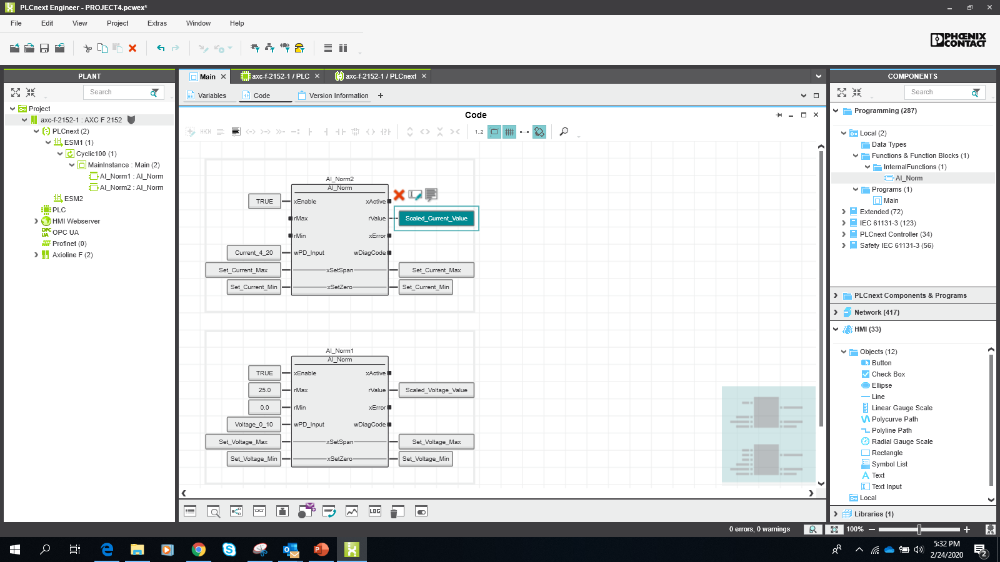 PLCnext Engineer - PROJECT4.pcwex*
File Edit View Project Extras Window Help
PHŒNIX
CONTACT
PLANT
Search
Project
axc-f-2152-1 : AXC F 2152
PLCnext (2)
ESM1 (1)
Cyclic100 (1)
MainInstance : Main (2)
AI_Norm1 : AI_Norm
AI_Norm2 : AI_Norm
ESM2
PLC
HMI Webserver
OPC UA
Profinet (0)
Axioline F (2)
Main
axc-f-2152-1 / PLC
axc-f-2152-1 / PLCnext
Variables
Code
Version Information
Code
1..2
AI_Norm2
AI_Norm
TRUE xEnable xActive
rMax rValue Scaled_Current_Value
rMin xError
Current_4_20 wPD_Input wDiagCode
Set_Current_Max xSetSpan Set_Current_Max
Set_Current_Min xSetZero Set_Current_Min
AI_Norm1
AI_Norm
TRUE xEnable xActive
25.0 rMax rValue Scaled_Voltage_Value
0.0 rMin xError
Voltage_0_10 wPD_Input wDiagCode
Set_Voltage_Max xSetSpan Set_Voltage_Max
Set_Voltage_Min xSetZero Set_Voltage_Min
LOG
COMPONENTS
Search
Programming (287)
Local (2)
Data Types
Functions & Function Blocks (1)
InternalFunctions (1)
AI_Norm
Programs (1)
Main
Extended (72)
IEC 61131-3 (123)
PLCnext Controller (34)
Safety IEC 61131-3 (56)
PLCnext Components & Programs
Network (417)
HMI (33)
Objects (12)
Button
Check Box
Ellipse
Line
Linear Gauge Scale
Polycurve Path
Polyline Path
Radial Gauge Scale
Rectangle
Symbol List
Text
Text Input
Local
Libraries (1)
0 errors, 0 warnings
100%
5:32 PM
2/24/2020
2